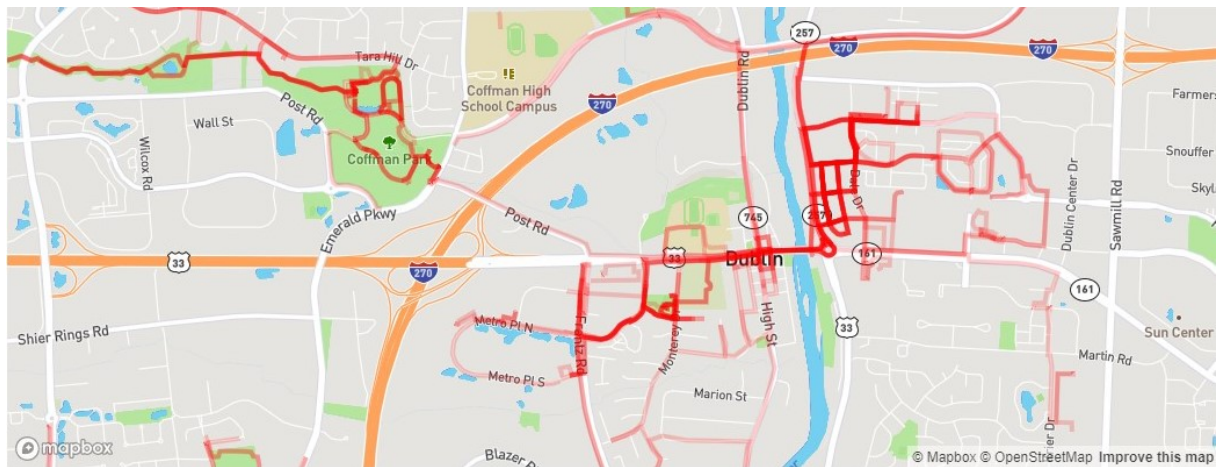 257
270
270
270
270
Tara Hill Dr
Dublin Rd
Coffman High
School Campus
Farmers
Post Rd
Wall St
Wilcox Rd
Coffman Park
Snouffer
Dublin Center Dr
Sawmill Rd
Dale Dr
Emerald Pkwy
Post Rd
745
257
33
33
Dublin
161
161
33
Shier Rings Rd
Metro Pl N
Frantz Rd
Monterey
High St
Sun Center
Martin Rd
Metro Pl S
Marion St
Blazer
mapbox
© Mapbox © OpenStreetMap Improve this map